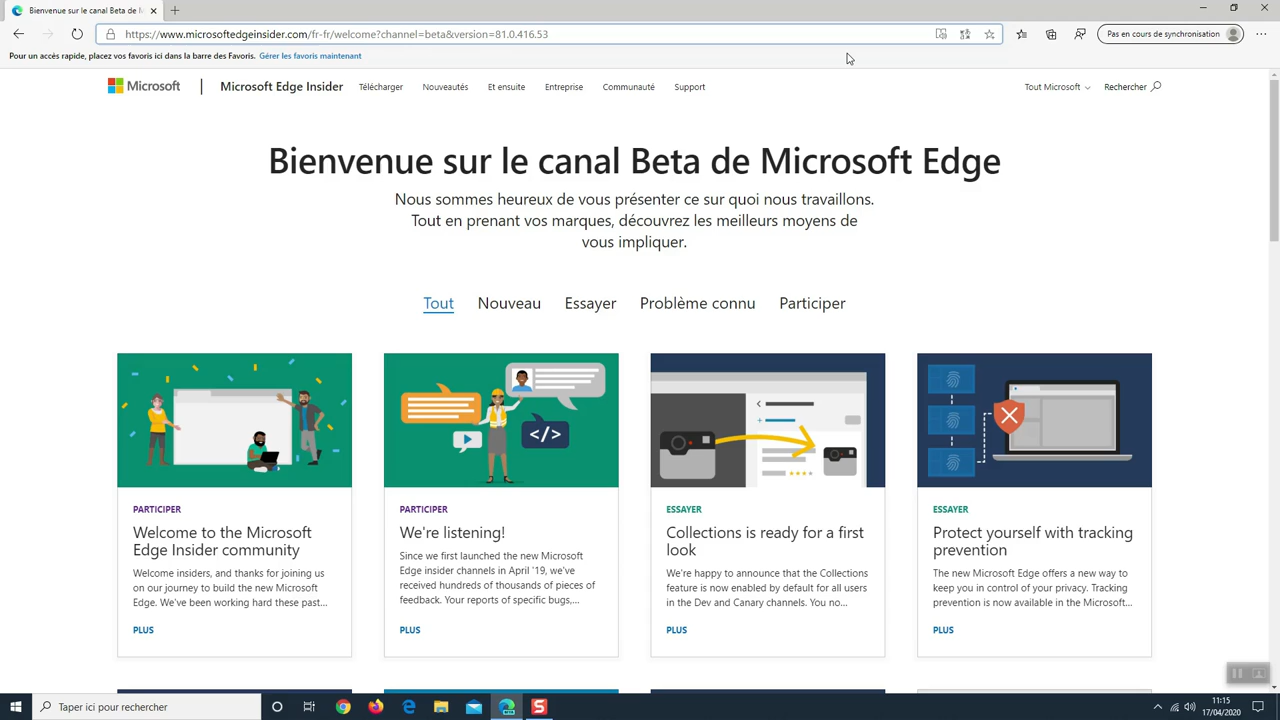 Bienvenue sur le canal Beta de M
https://www.microsoftedgeinsider.com/fr-fr/welcome?channel=beta&version=81.0.416.53
Pas en cours de synchronisation
Pour un accès rapide, placez vos favoris ici dans la barre des Favoris. Gérer les favoris maintenant
Microsoft
Microsoft Edge Insider
Télécharger
Nouveautés
Et ensuite
Entreprise
Communauté
Support
Tout Microsoft
Rechercher
Bienvenue sur le canal Beta de Microsoft Edge
Nous sommes heureux de vous présenter ce sur quoi nous travaillons.
Tout en prenant vos marques, découvrez les meilleurs moyens de
vous impliquer.
Tout
Nouveau
Essayer
Problème connu
Participer
</>
PARTICIPER
Welcome to the Microsoft
Edge Insider community
Welcome insiders, and thanks for joining us
on our journey to build the new Microsoft
Edge. We've been working hard these past...
PLUS
PARTICIPER
We're listening!
Since we first launched the new Microsoft
Edge insider channels in April '19, we've
received hundreds of thousands of pieces of
feedback. Your reports of specific bugs,...
PLUS
ESSAYER
Collections is ready for a first
look
We're happy to announce that the Collections
feature is now enabled by default for all users
in the Dev and Canary channels. You no...
PLUS
ESSAYER
Protect yourself with tracking
prevention
The new Microsoft Edge offers a new way to
keep you in control of your privacy. Tracking
prevention is now available in the Microsoft...
PLUS
Taper ici pour rechercher
S
11:15
17/04/2020